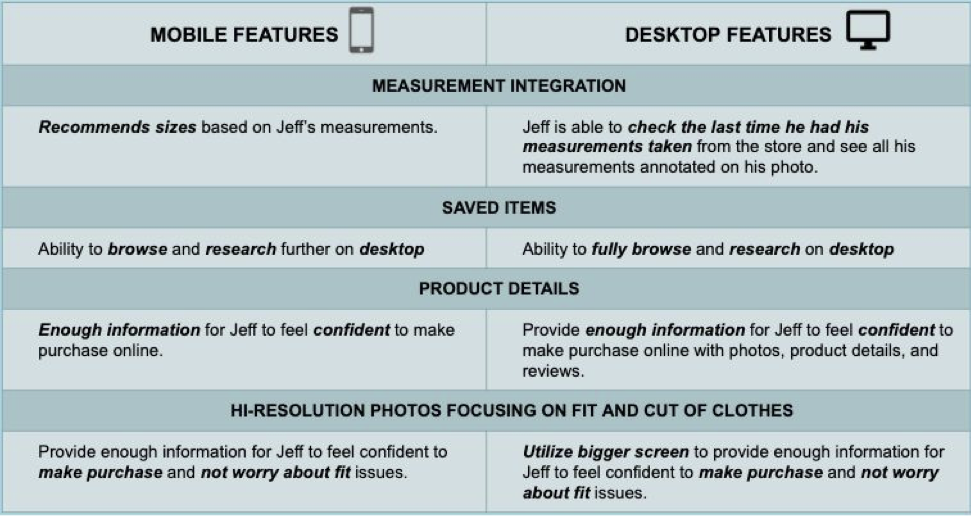 MOBILE FEATURES
DESKTOP FEATURES
MEASUREMENT INTEGRATION
Recommends sizes based on Jeff's measurements.
Jeff is able to check the last time he had his
measurements taken from the store and see all his
measurements annotated on his photo.
SAVED ITEMS
Ability to browse and research further on desktop
Ability to fully browse and research on desktop
PRODUCT DETAILS
Enough information for Jeff to feel confident to make
purchase online.
Provide enough information for Jeff to feel confident to
make purchase online with photos, product details, and
reviews.
HI-RESOLUTION PHOTOS FOCUSING ON FIT AND CUT OF CLOTHES
Provide enough information for Jeff to feel confident to
make purchase and not worry about fit issues.
Utilize bigger screen to provide enough information for
Jeff to feel confident to make purchase and not worry
about fit issues.